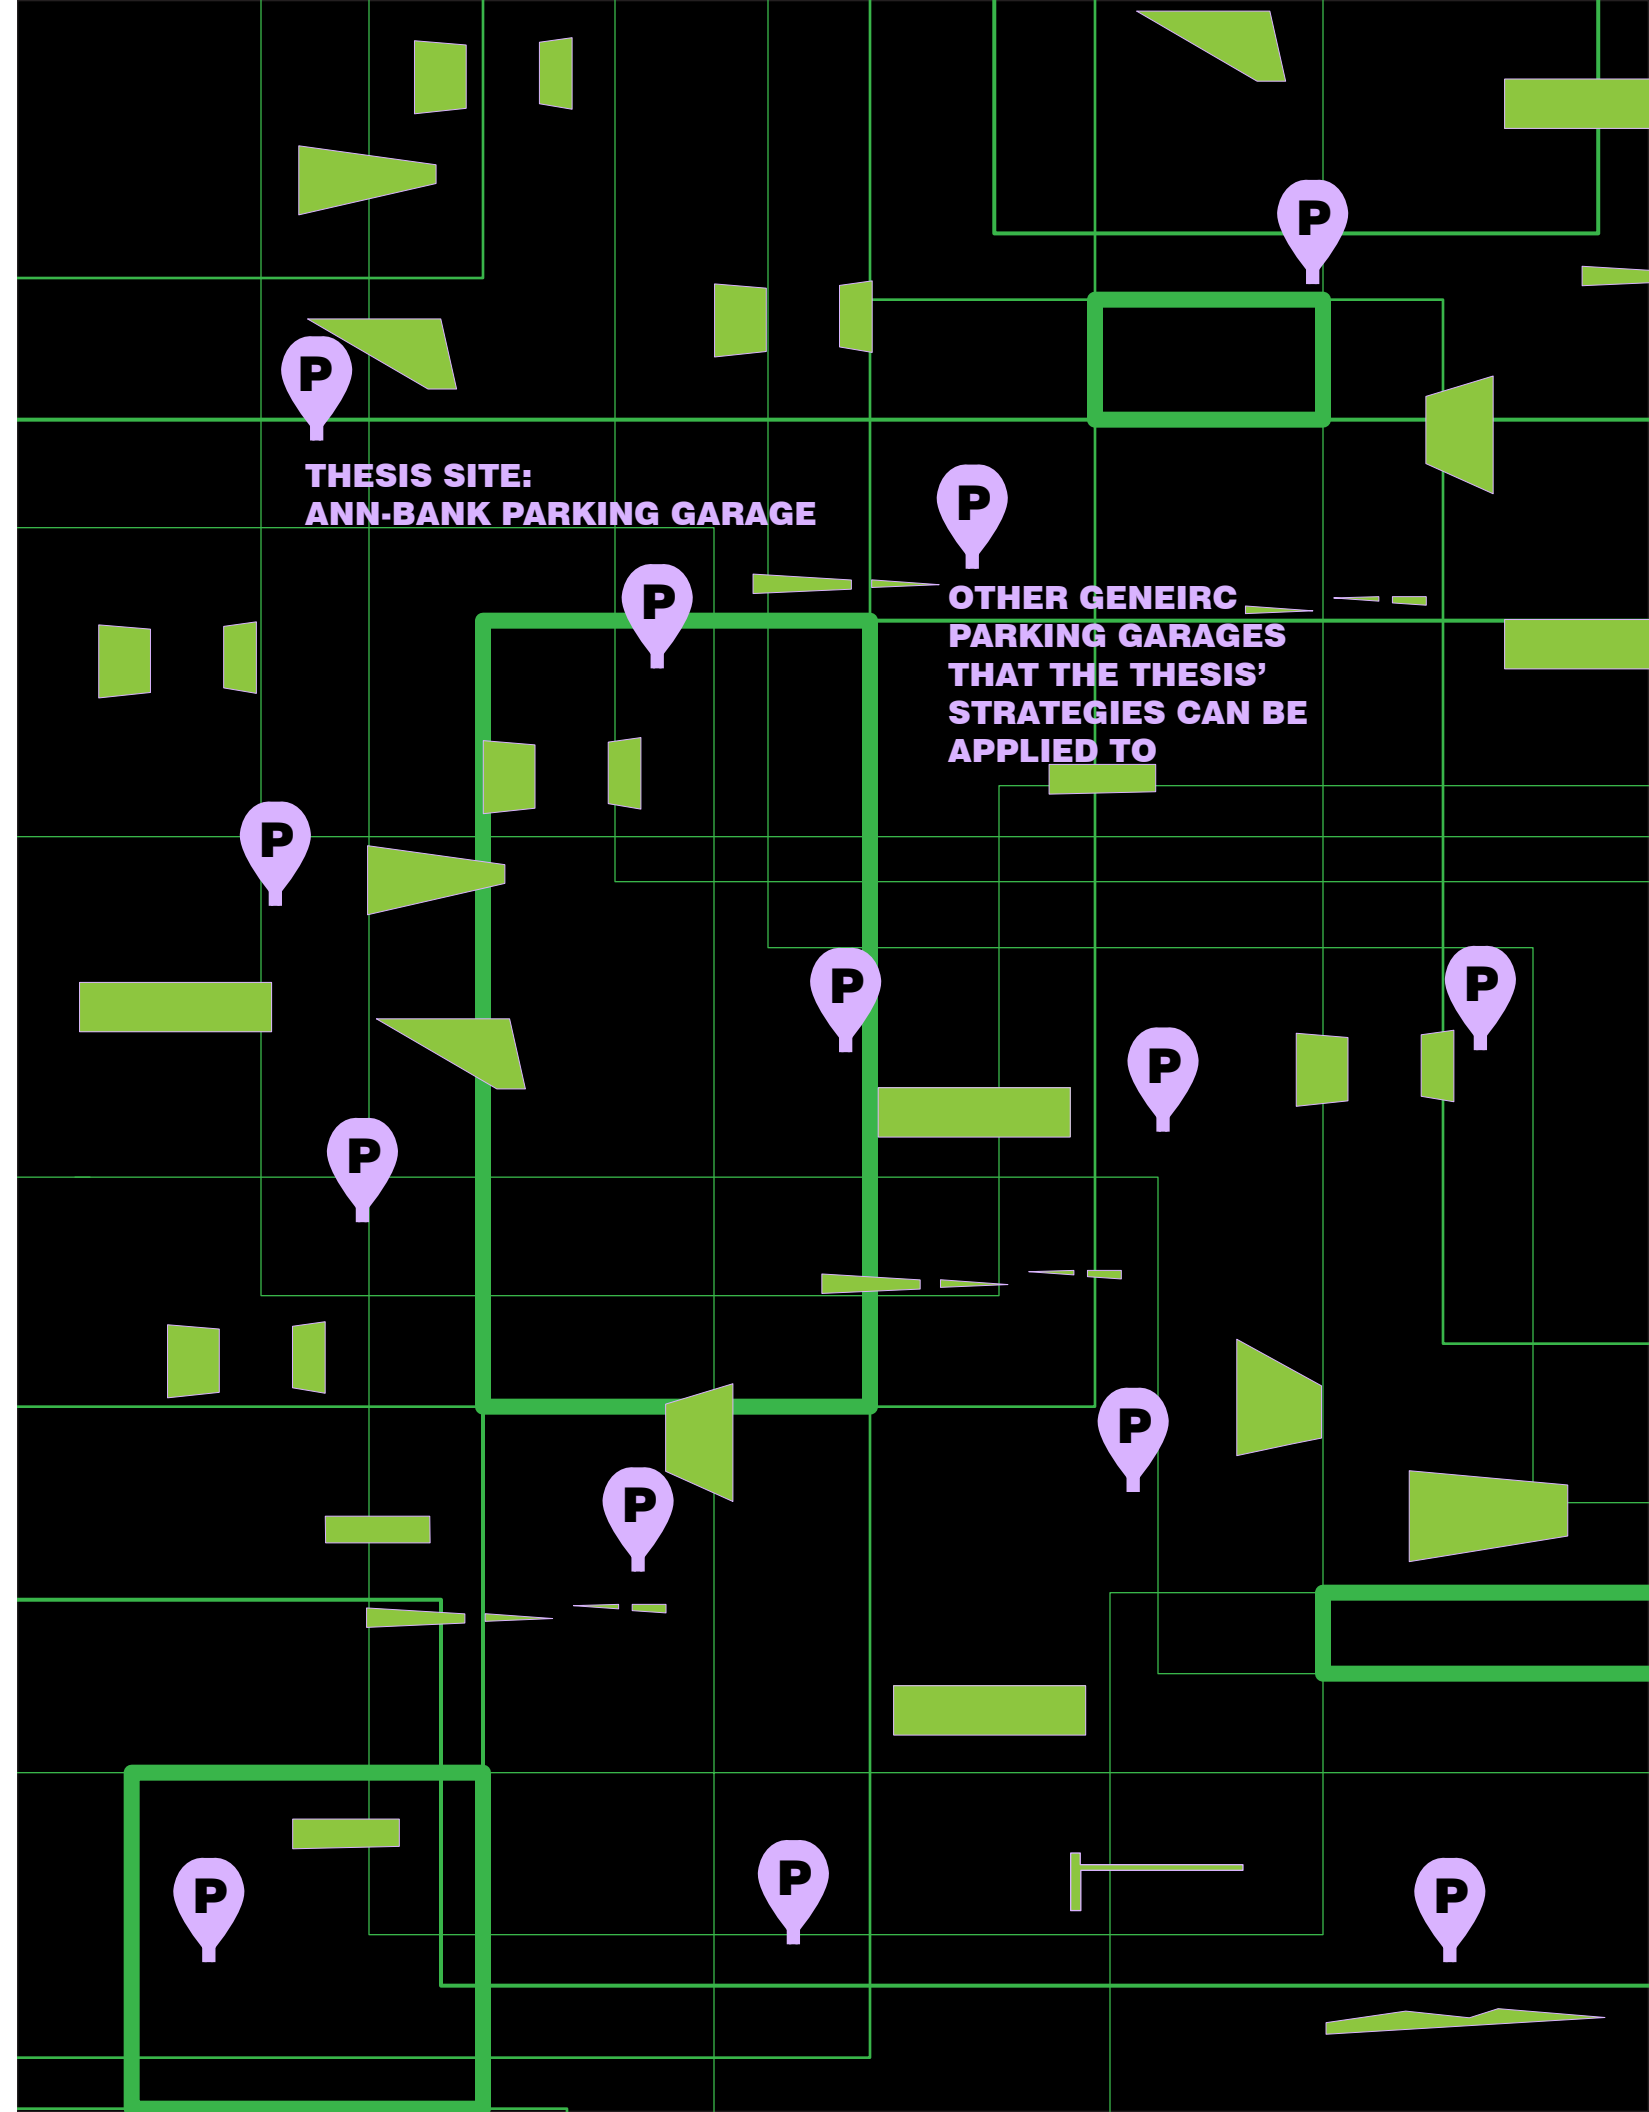 P
P
THESIS SITE:
ANN-BANK PARKING GARAGE
P
P
OTHER GENEIRC
PARKING GARAGES
THAT THE THESIS’
STRATEGIES CAN BE
APPLIED TO
P
P
P
P
P
P
P
P
P
P